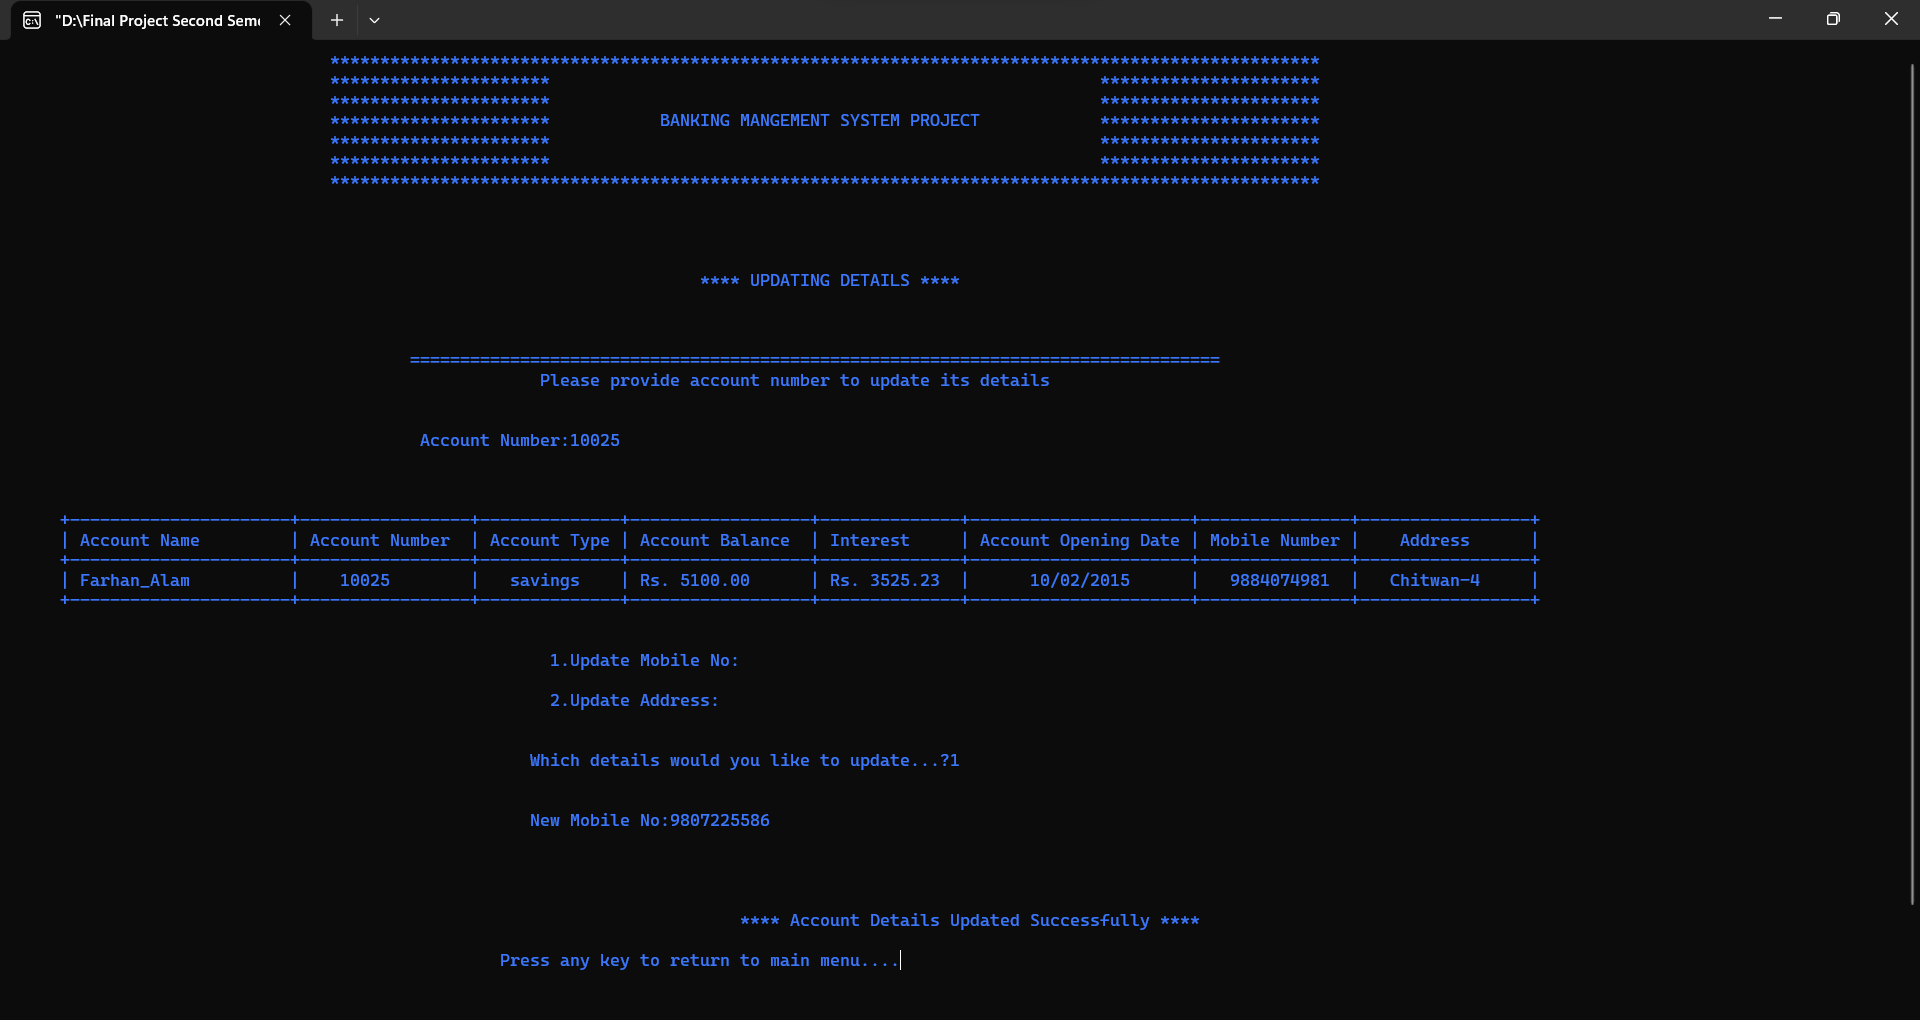 "D:\Final Project Second Seme
***************************************************************************************************
********************** **********************
********************** **********************
********************** BANKING MANGEMENT SYSTEM PROJECT **********************
********************** **********************
********************** **********************
***************************************************************************************************
**** UPDATING DETAILS ****
=================================================================================
Please provide account number to update its details
Account Number:10025
+----------------------+-----------------+--------------+------------------+--------------+----------------------+---------------+-----------------+
| Account Name | Account Number | Account Type | Account Balance | Interest | Account Opening Date | Mobile Number | Address |
+----------------------+-----------------+--------------+------------------+--------------+----------------------+---------------+-----------------+
| Farhan_Alam | 10025 | savings | Rs. 5100.00 | Rs. 3525.23 | 10/02/2015 | 9884074981 | Chitwan-4 |
+----------------------+-----------------+--------------+------------------+--------------+----------------------+---------------+-----------------+
1.Update Mobile No:
2.Update Address:
Which details would you like to update...?1
New Mobile No:9807225586
**** Account Details Updated Successfully ****
Press any key to return to main menu....